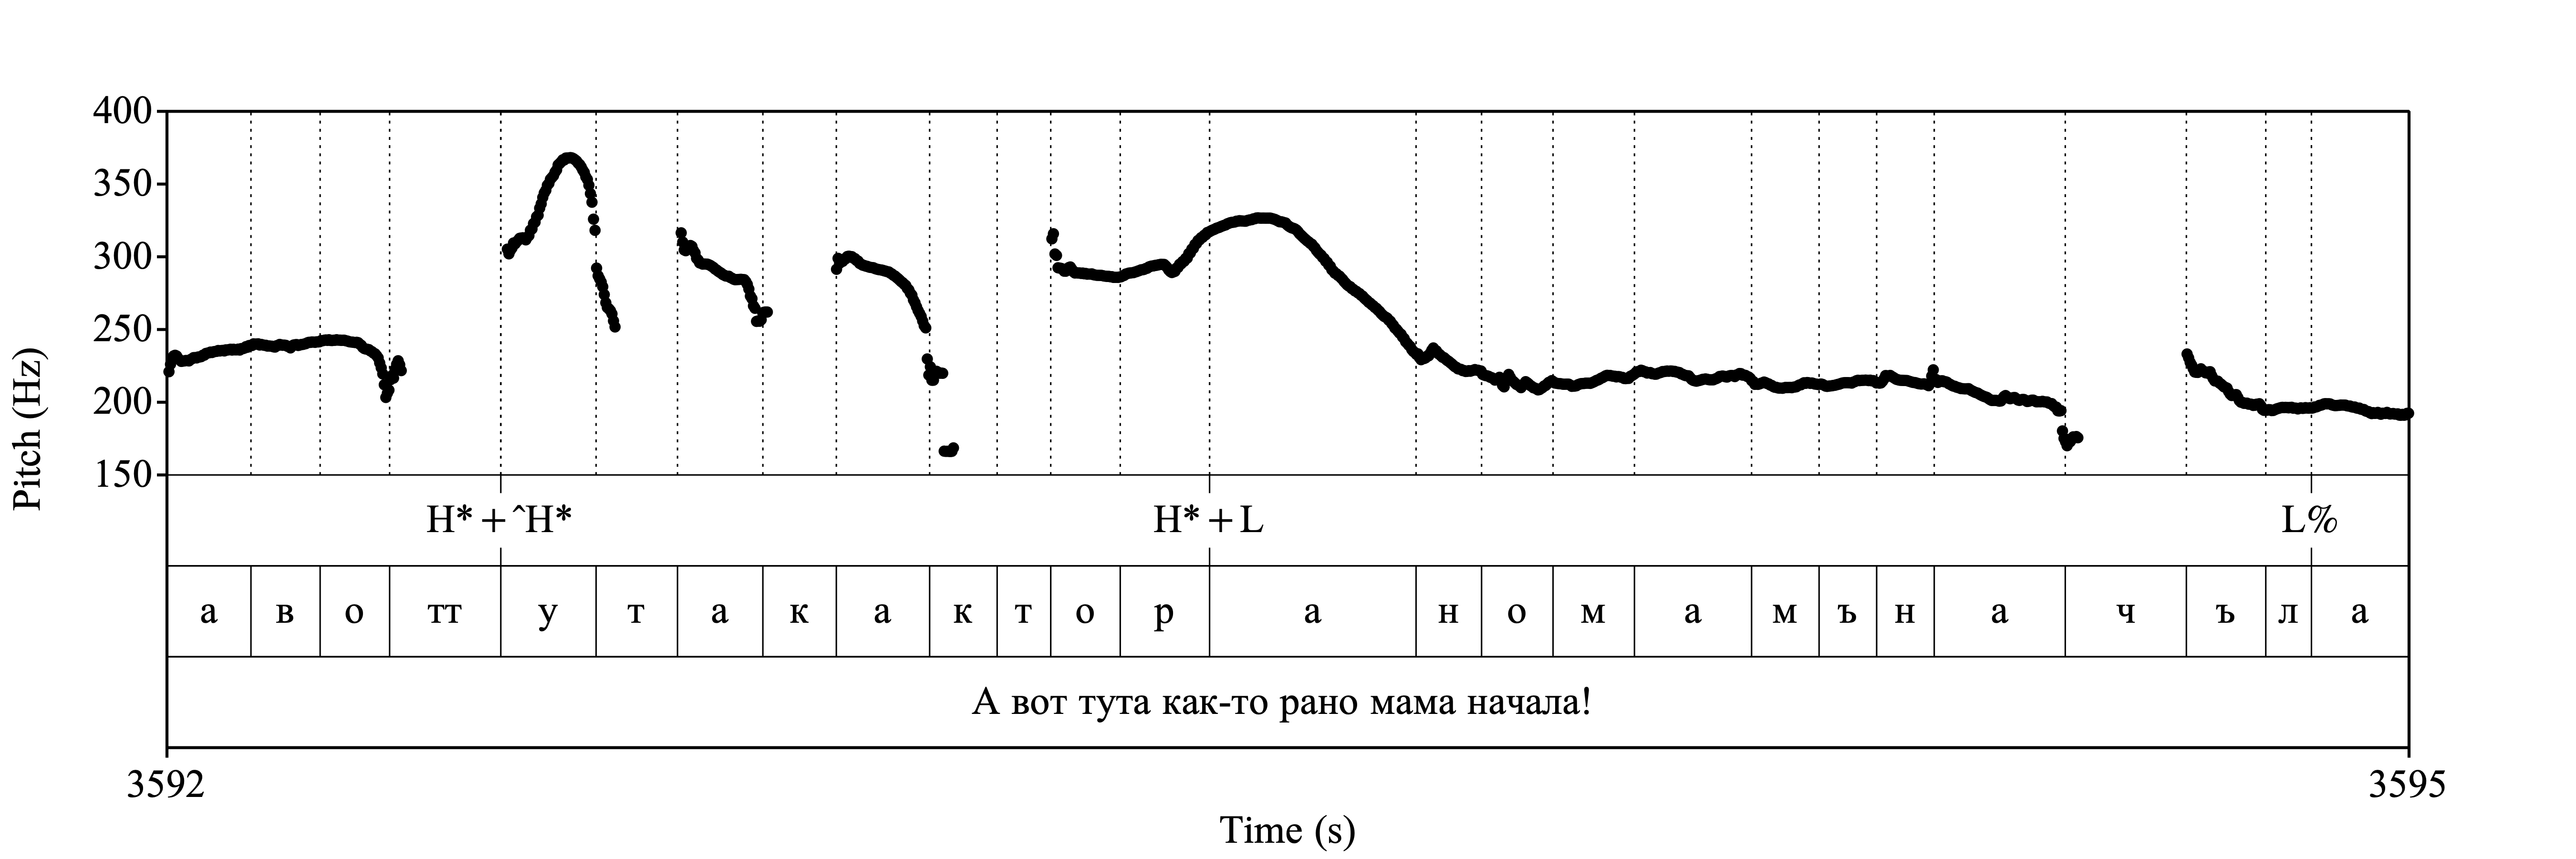 400
350
300
250
200
150
Pitch (Hz)
H* + ^H* H* + L L%
а в о тт у т а к а к т о р а н о м а м ъ н а ч ъ л а
А вот тута как-то рано мама начала!
3592 3595
Time (s)